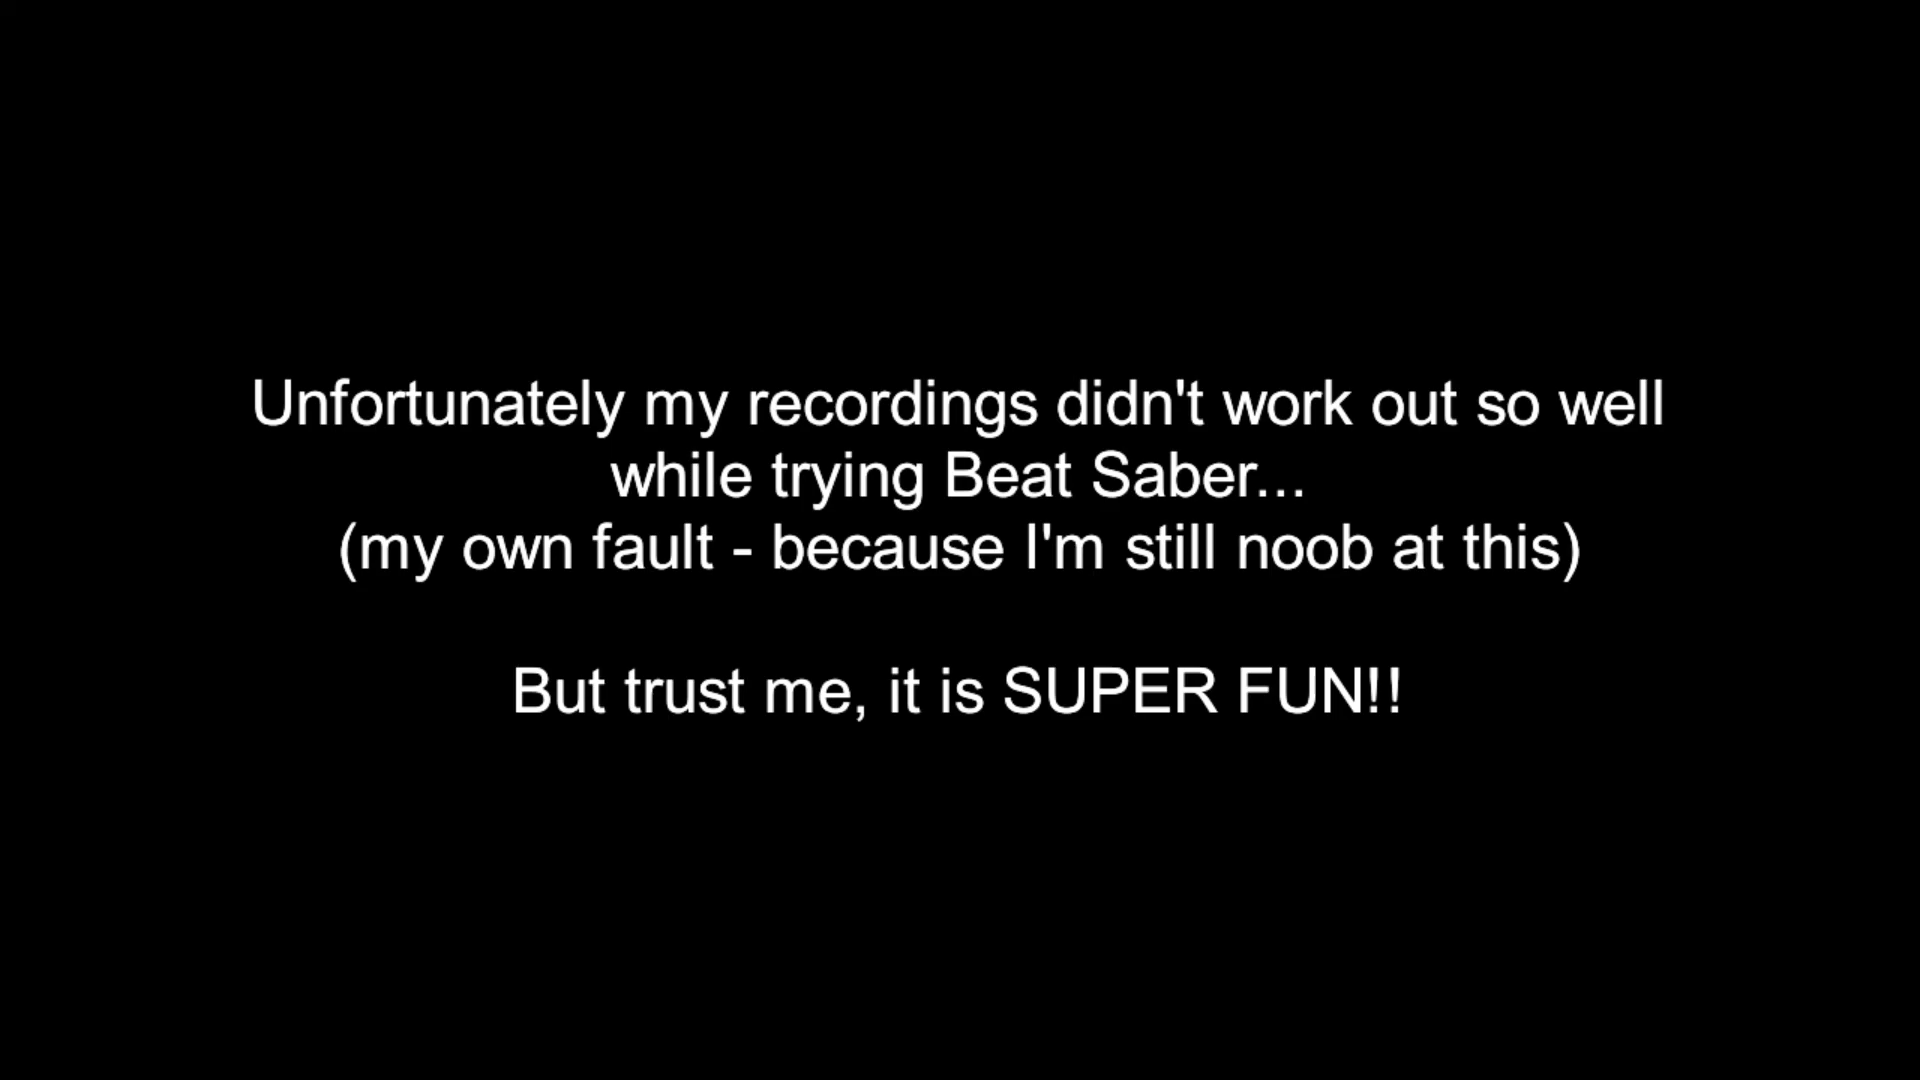 Unfortunately my recordings didn't work out so well
while trying Beat Saber...
(my own fault - because I'm still noob at this)
But trust me, it is SUPER FUN!!